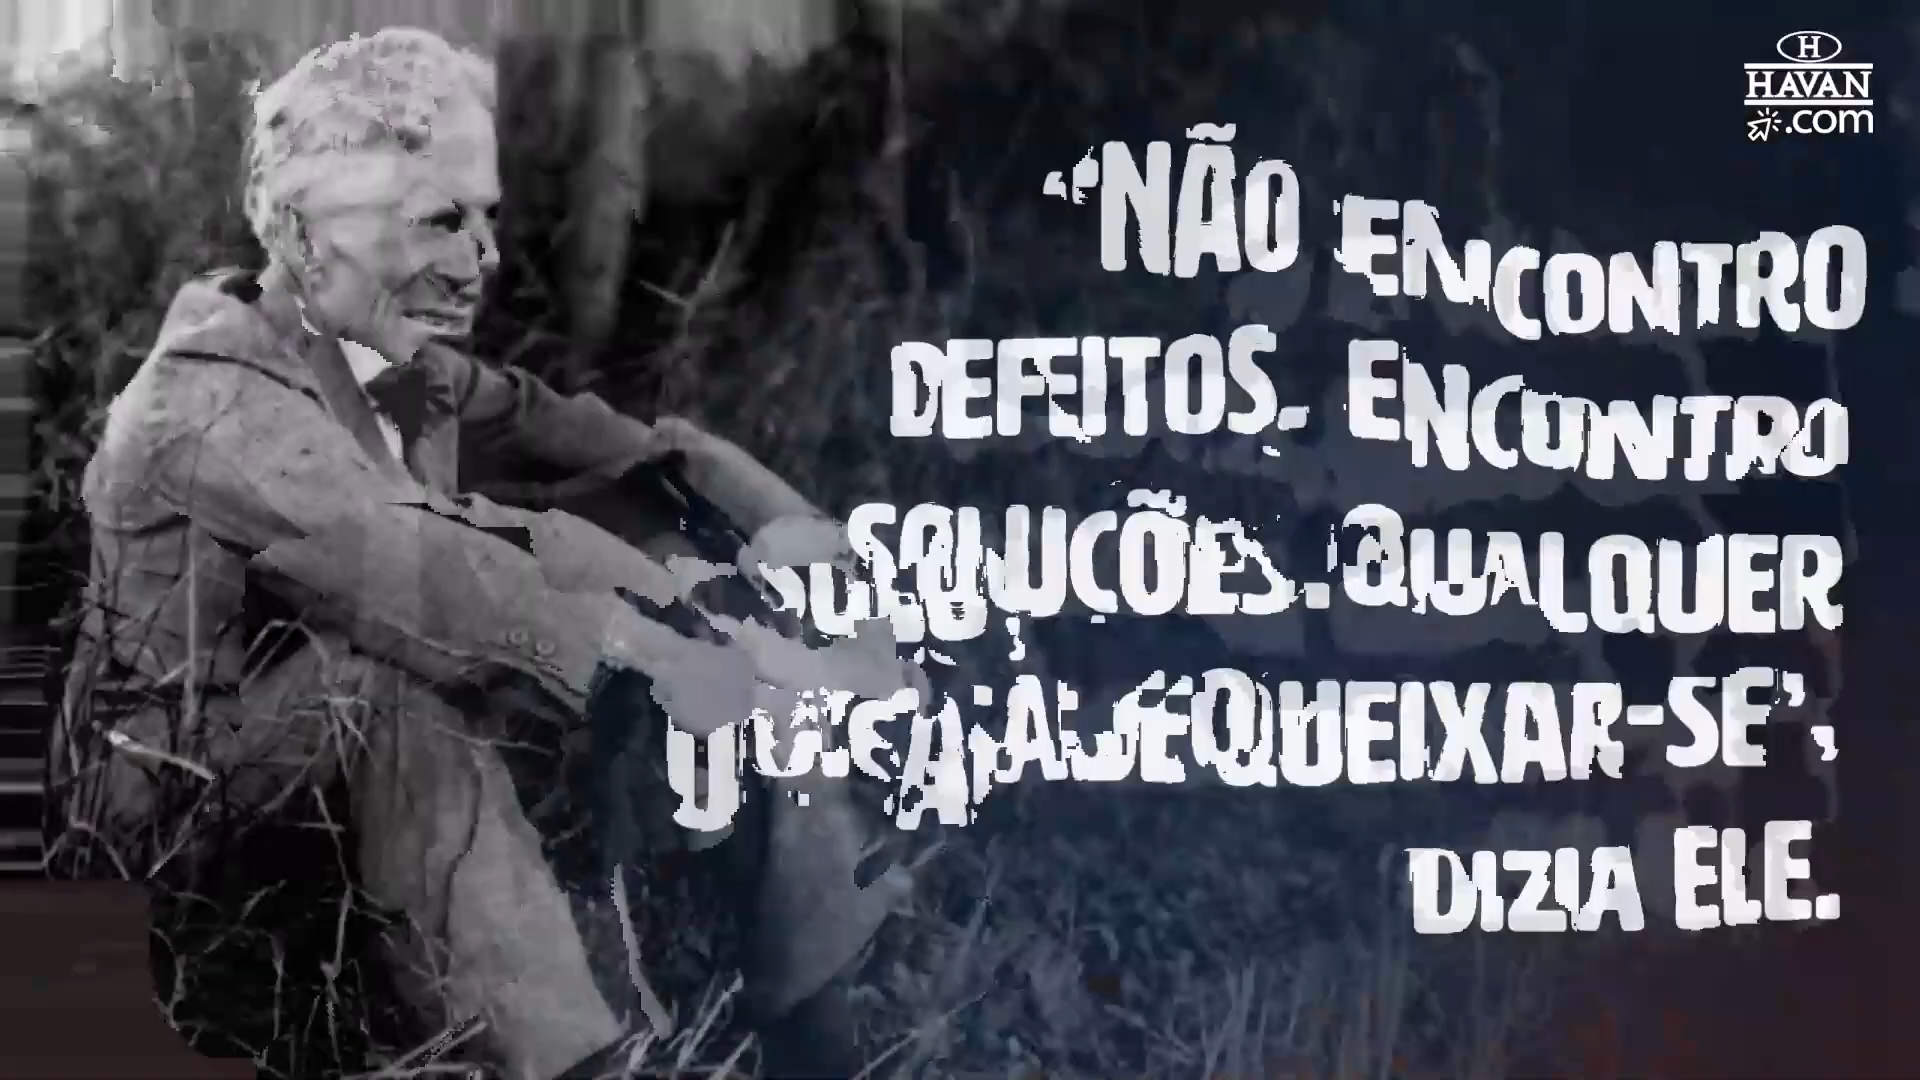 H
HAVAN
.com
“NÃO ENCONTRO
DEFEITOS. ENCONTRO
SOLUÇÕES. QUALQUER
QUEIXAR-SE”,
DIZIA ELE.